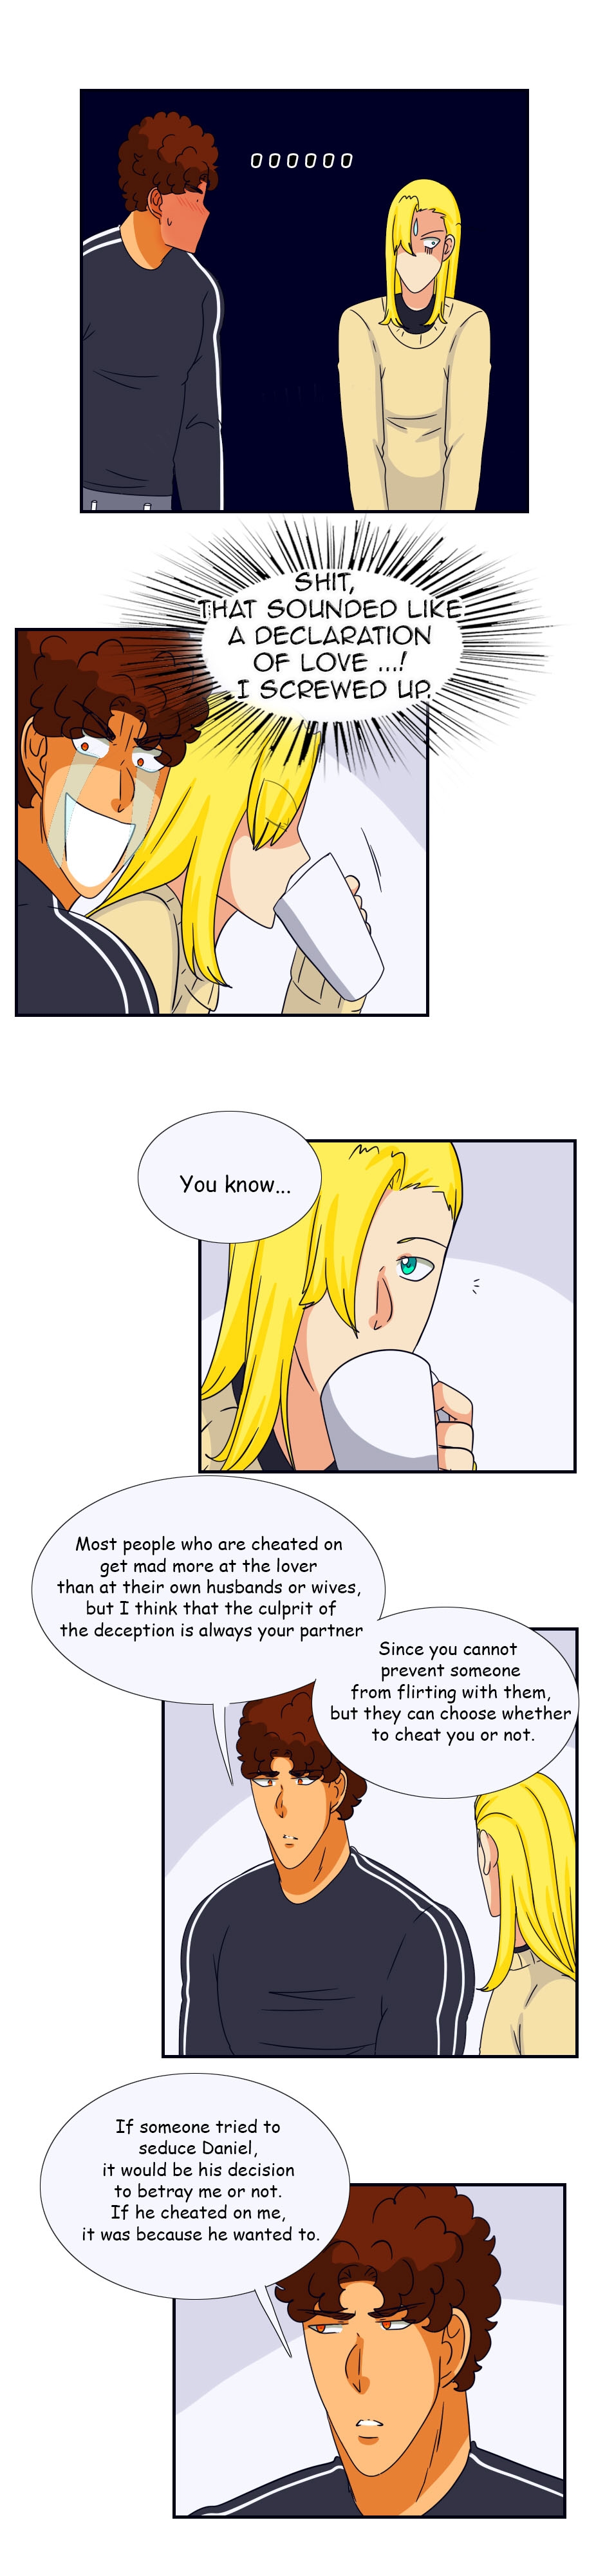 oooooo
SHIT,
THAT SOUNDED LIKE
A DECLARATION
OF LOVE ...!
I SCREWED UP.
You know...
Most people who are cheated on
get mad more at the lover
than at their own husbands or wives,
but I think that the culprit of
the deception is always your partner
Since you cannot
prevent someone
from flirting with them,
but they can choose whether
to cheat you or not.
If someone tried to
seduce Daniel,
it would be his decision
to betray me or not.
If he cheated on me,
it was because he wanted to.